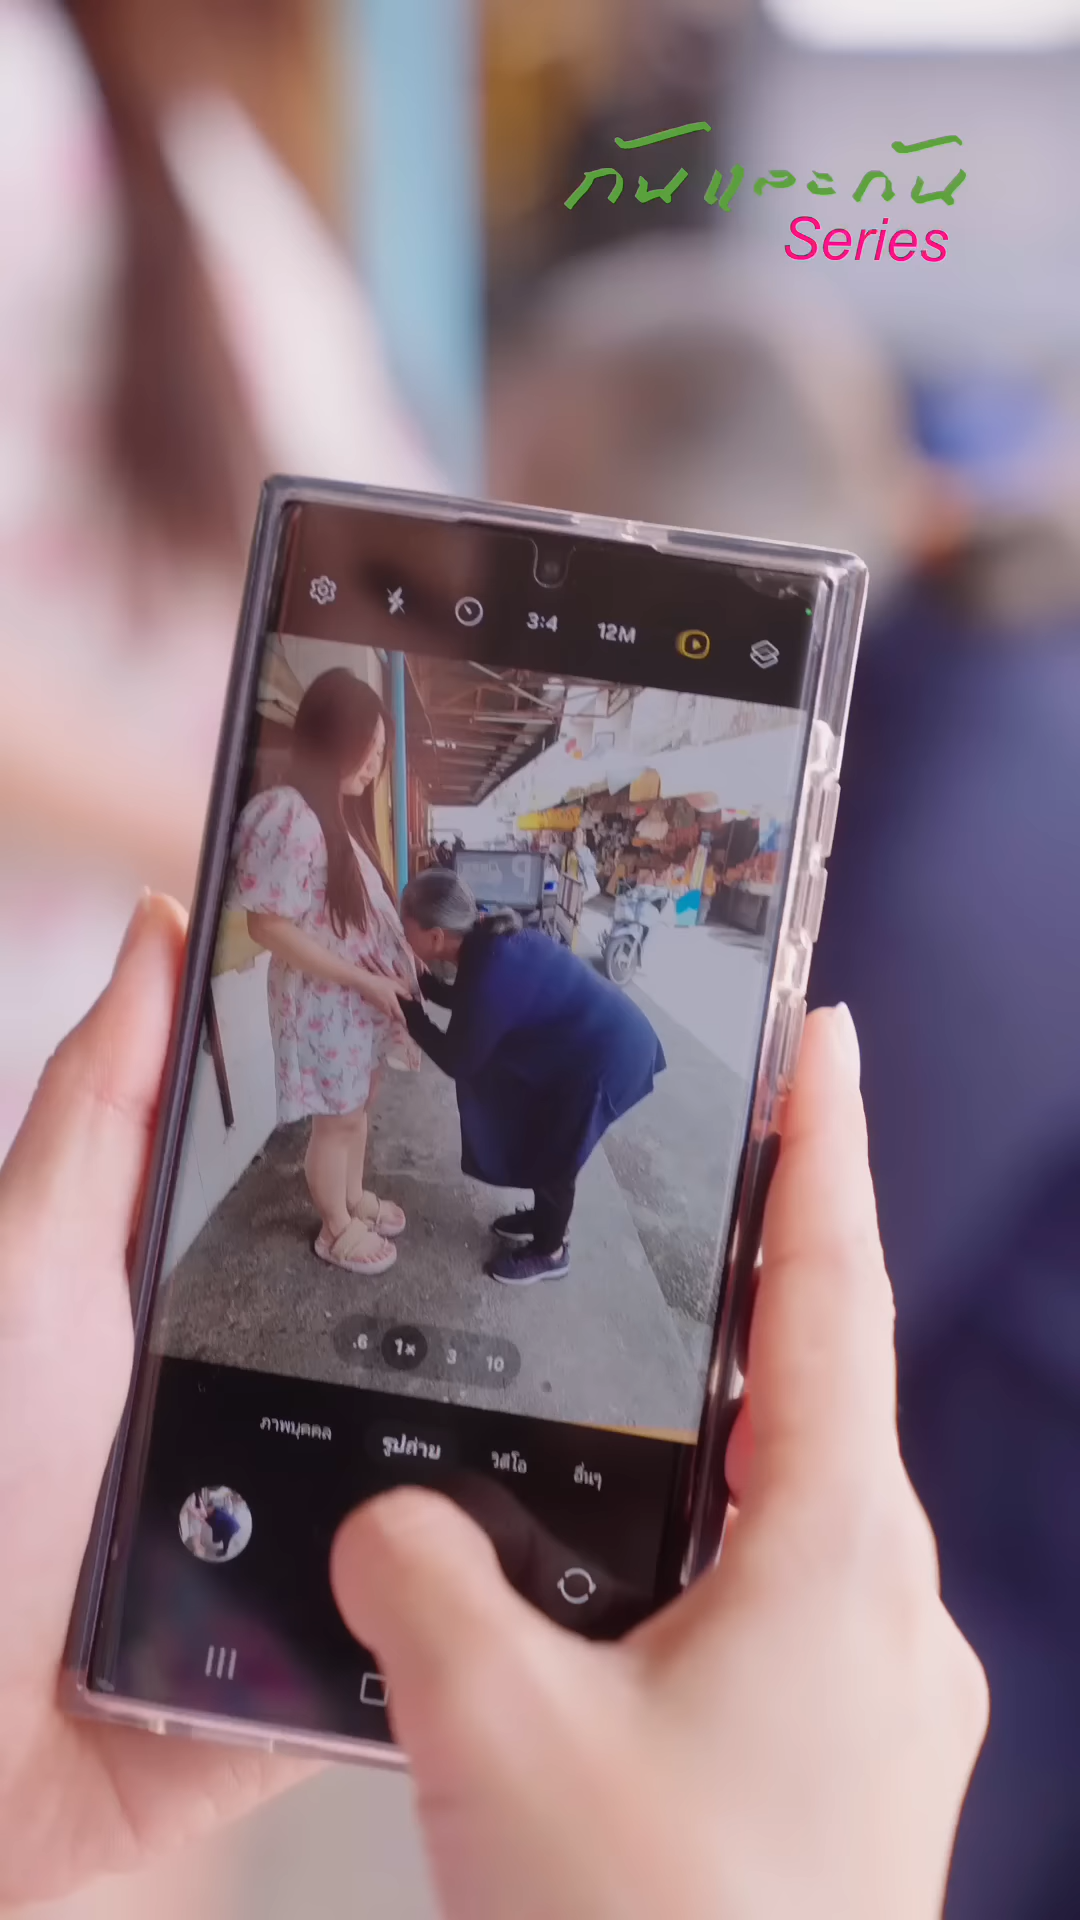 กันและกัน
Series
3:4
12M
.6 1× 3 10
ภาพบุคคล รูปถ่าย วิดีโอ อื่นๆ